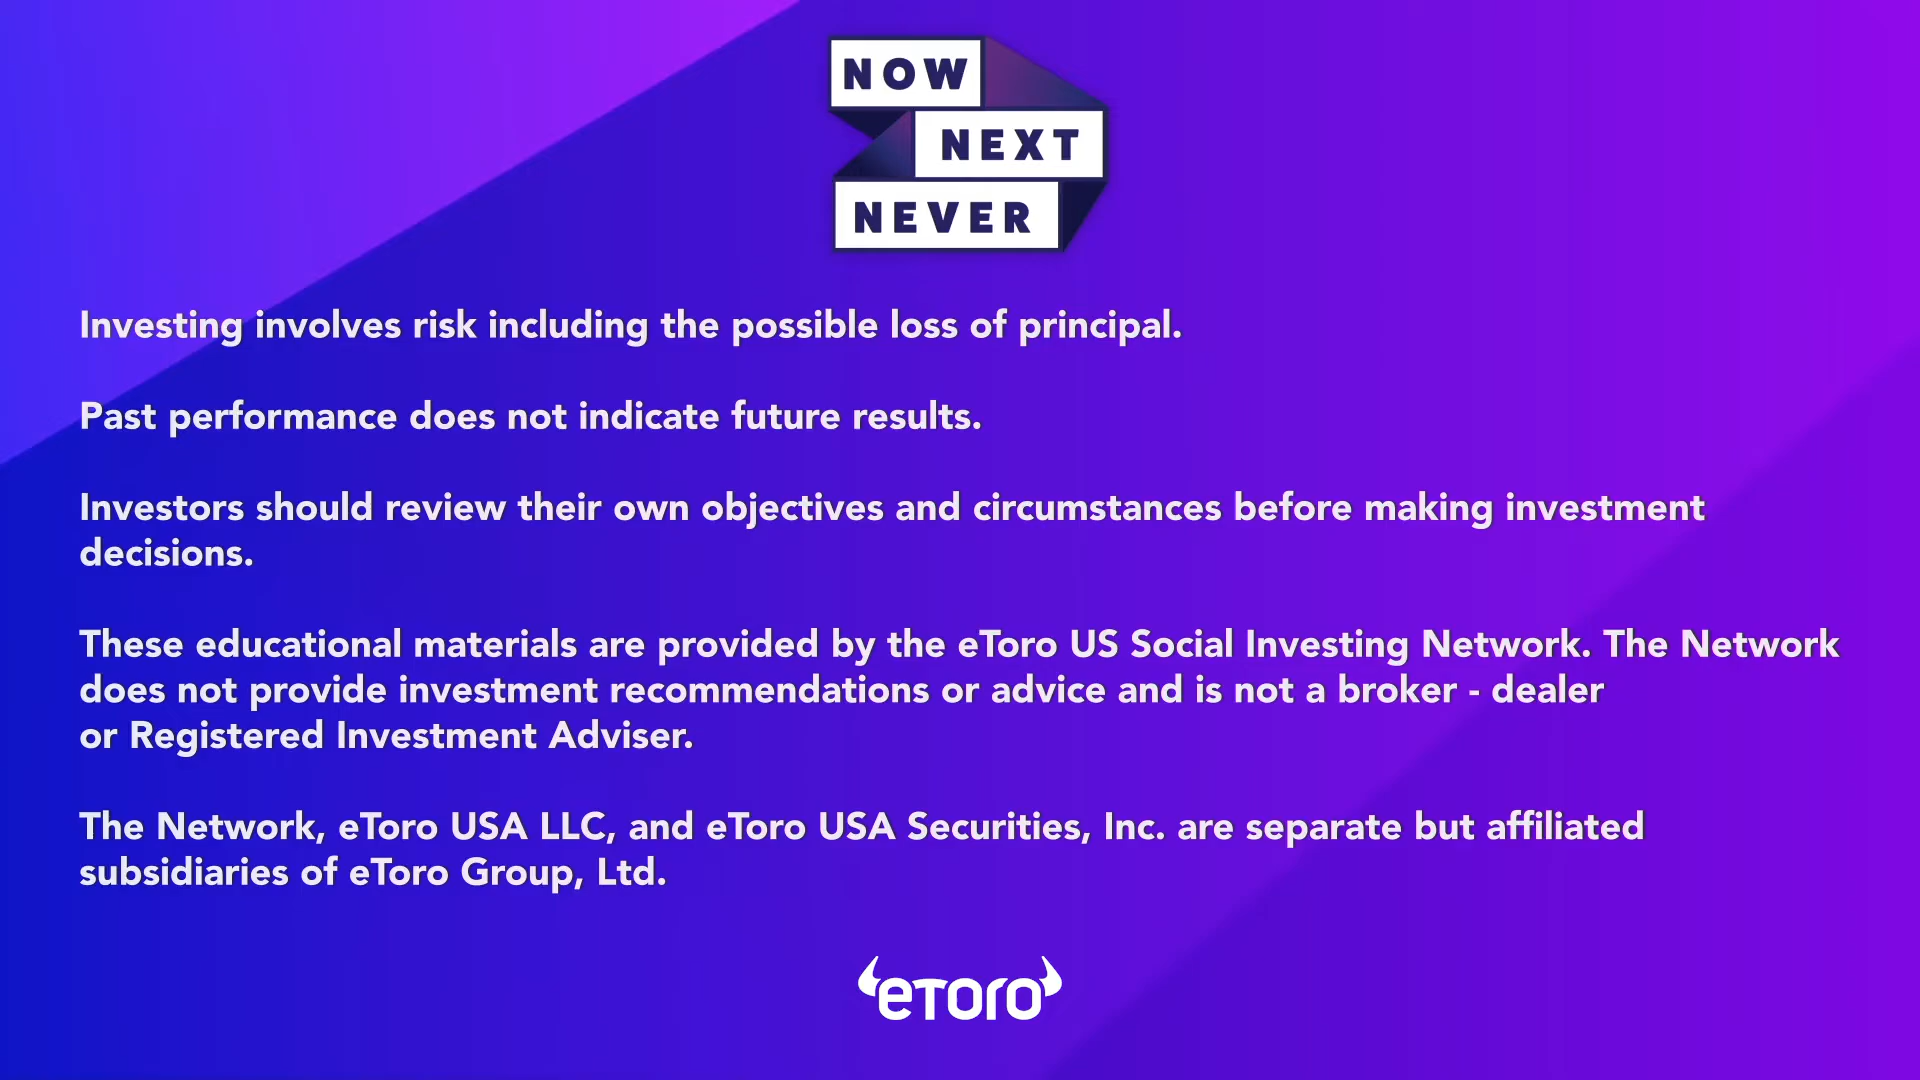 NOW
NEXT
NEVER
Investing involves risk including the possible loss of principal.
Past performance does not indicate future results.
Investors should review their own objectives and circumstances before making investment
decisions.
These educational materials are provided by the eToro US Social Investing Network. The Network
does not provide investment recommendations or advice and is not a broker - dealer
or Registered Investment Adviser.
The Network, eToro USA LLC, and eToro USA Securities, Inc. are separate but affiliated
subsidiaries of eToro Group, Ltd.
eToro